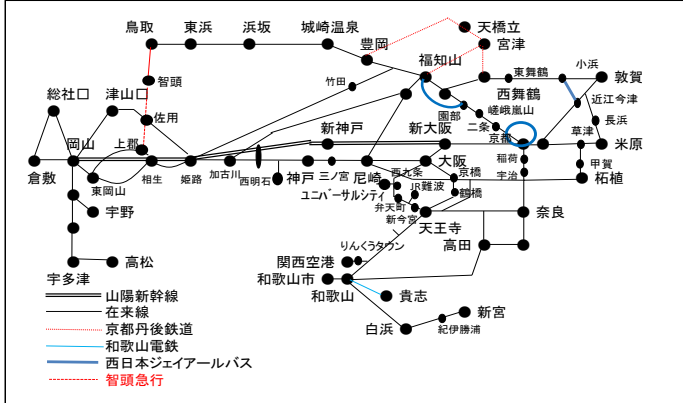 鳥取
東浜
浜坂
城崎温泉
豊岡
天橋立
宮津
福知山
竹田
東舞鶴
小浜
敦賀
西舞鶴
近江今津
長浜
智頭
総社口
津山口
佐用
園部
嵯峨嵐山
二条
京都
草津
米原
岡山
上郡
新神戸
新大阪
稲荷
宇治
甲賀
柘植
倉敷
東岡山
相生
姫路
加古川
西明石
神戸
三ノ宮
尼崎
大阪
西九条
京橋
ユニバーサルシティ
JR難波
鶴橋
弁天町
新今宮
天王寺
奈良
高田
宇野
りんくうタウン
関西空港
宇多津
高松
和歌山市
和歌山
貴志
新宮
白浜
紀伊勝浦
山陽新幹線
在来線
京都丹後鉄道
和歌山電鉄
西日本ジェイアールバス
智頭急行